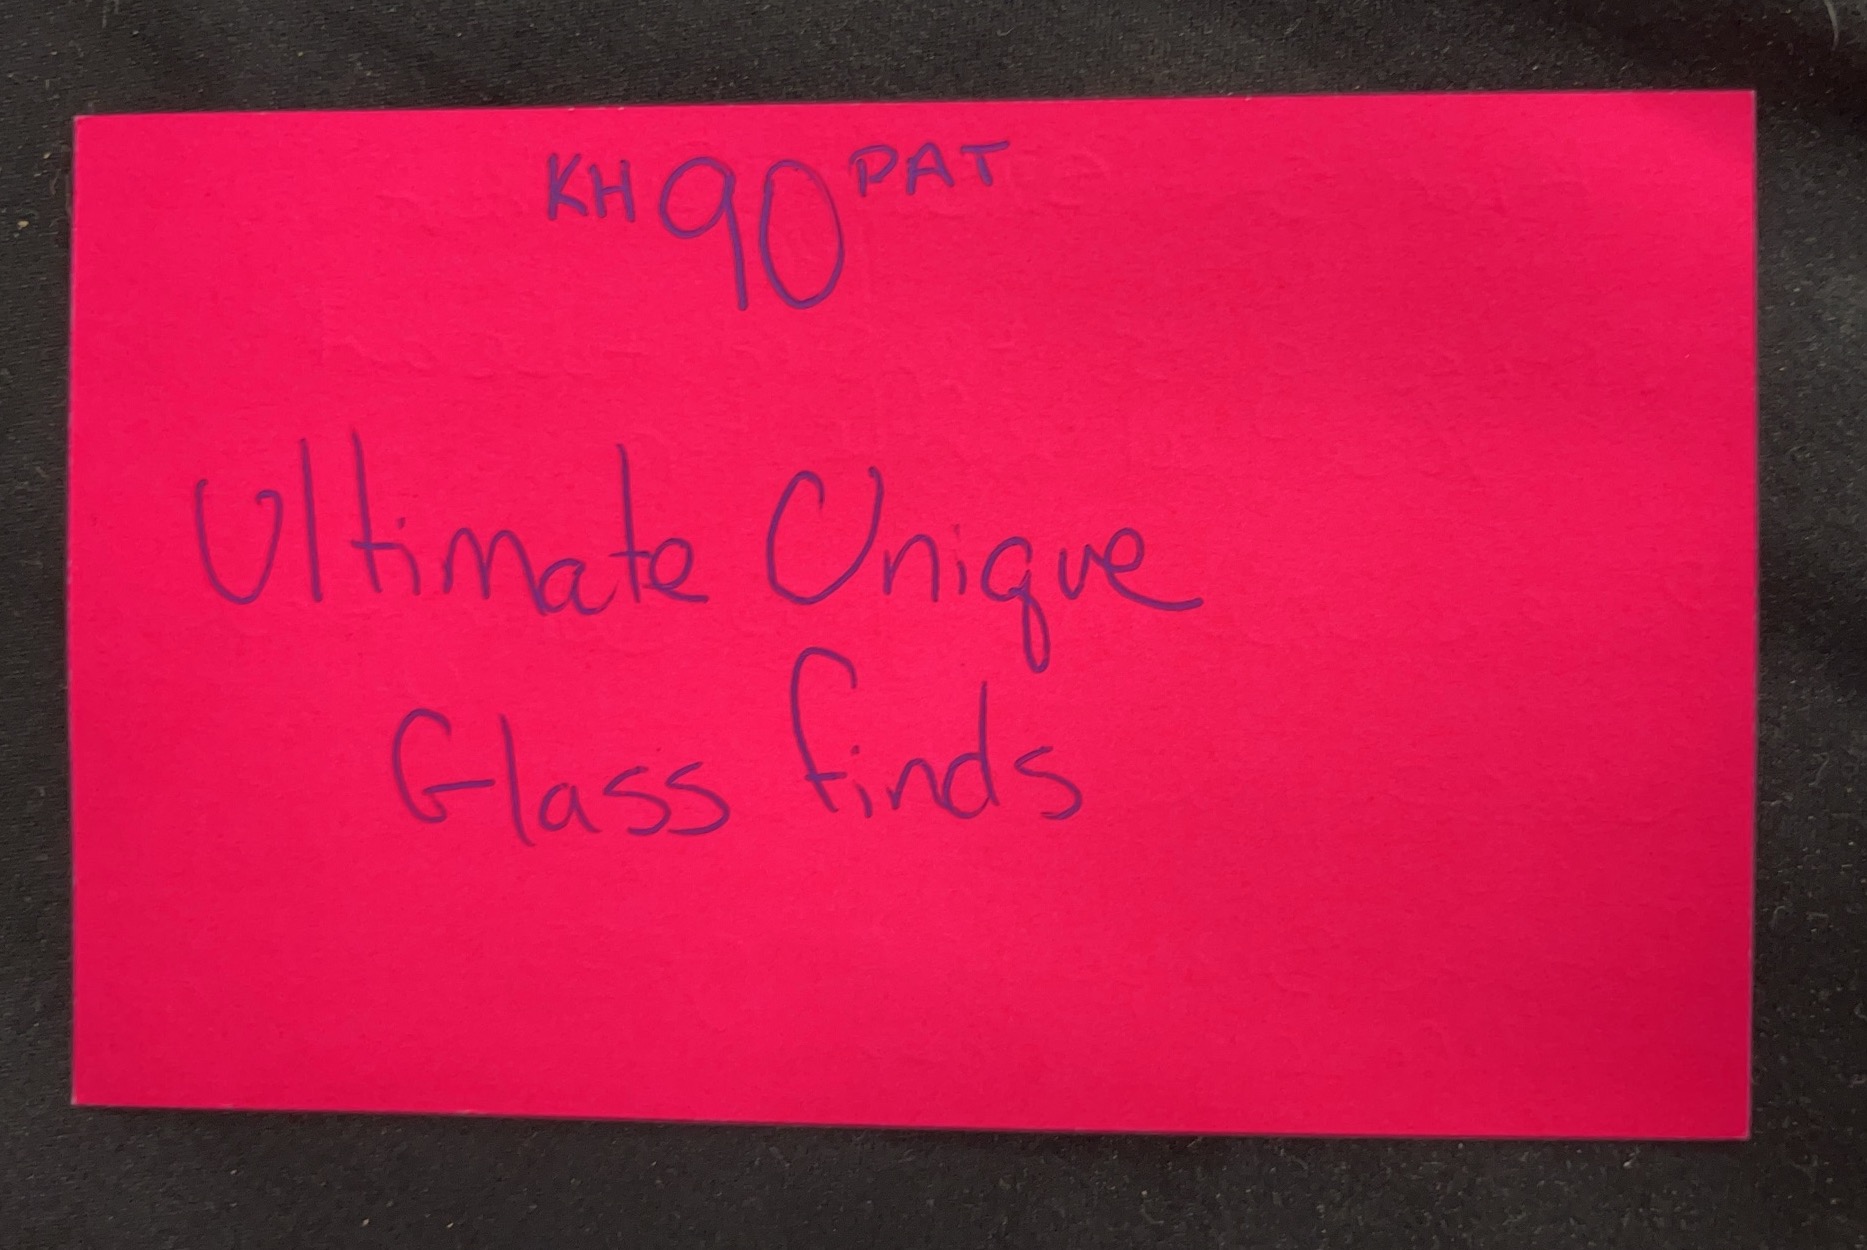 KH 90 PAT
Ultimate Unique
Glass finds